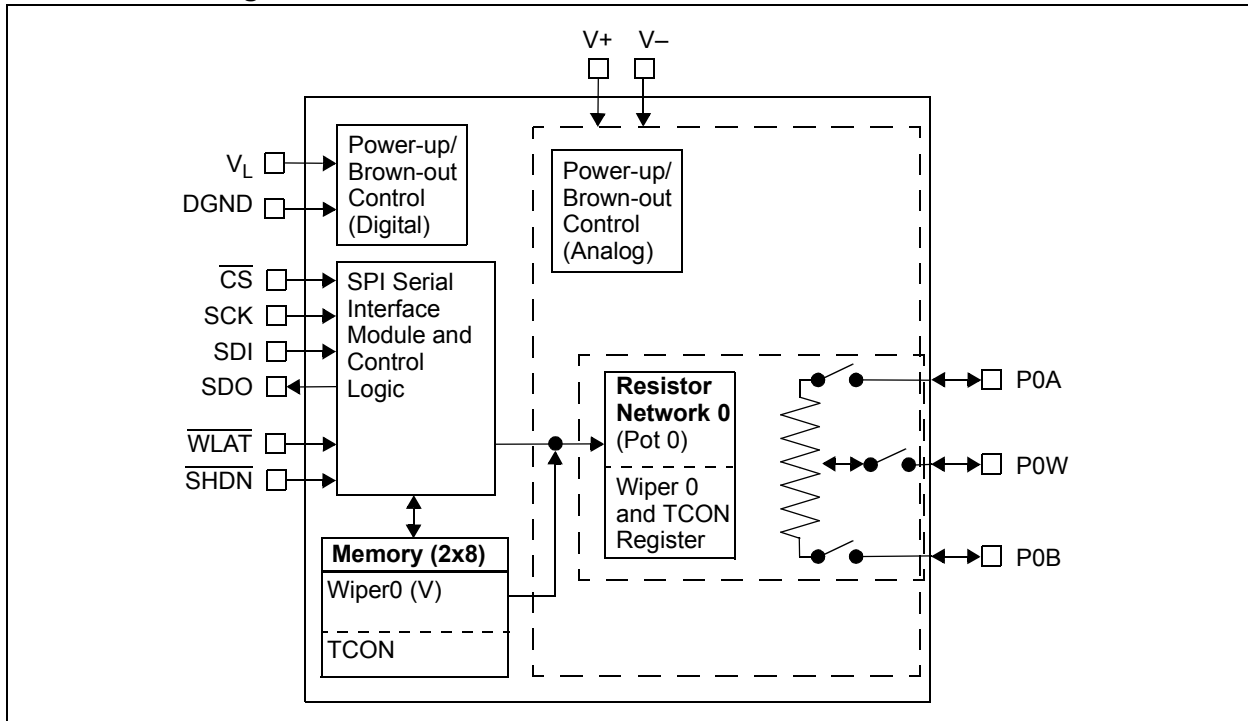 V+ V–
Power-up/
Brown-out
Control
(Digital)
VL
DGND
Power-up/
Brown-out
Control
(Analog)
CS
SCK
SDI
SDO
WLAT
SHDN
SPI Serial
Interface
Module and
Control
Logic
Resistor
Network 0
(Pot 0)
Wiper 0
and TCON
Register
P0A
P0W
P0B
Memory (2x8)
Wiper0 (V)
TCON